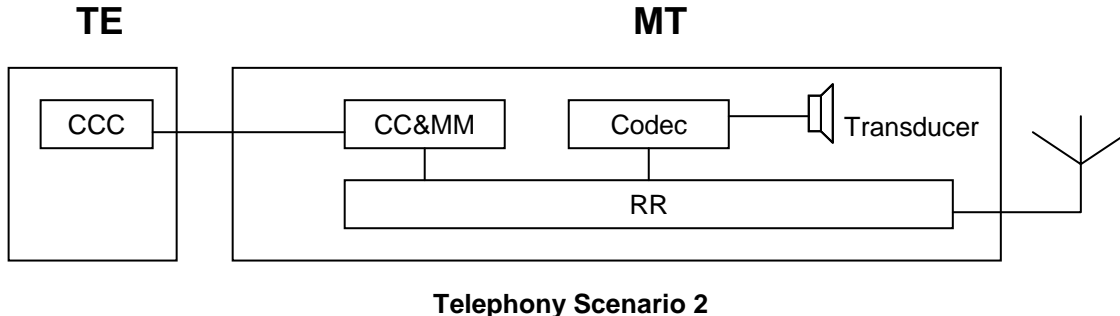 TE MT
CCC CC&MM Codec Transducer
RR
Telephony Scenario 2